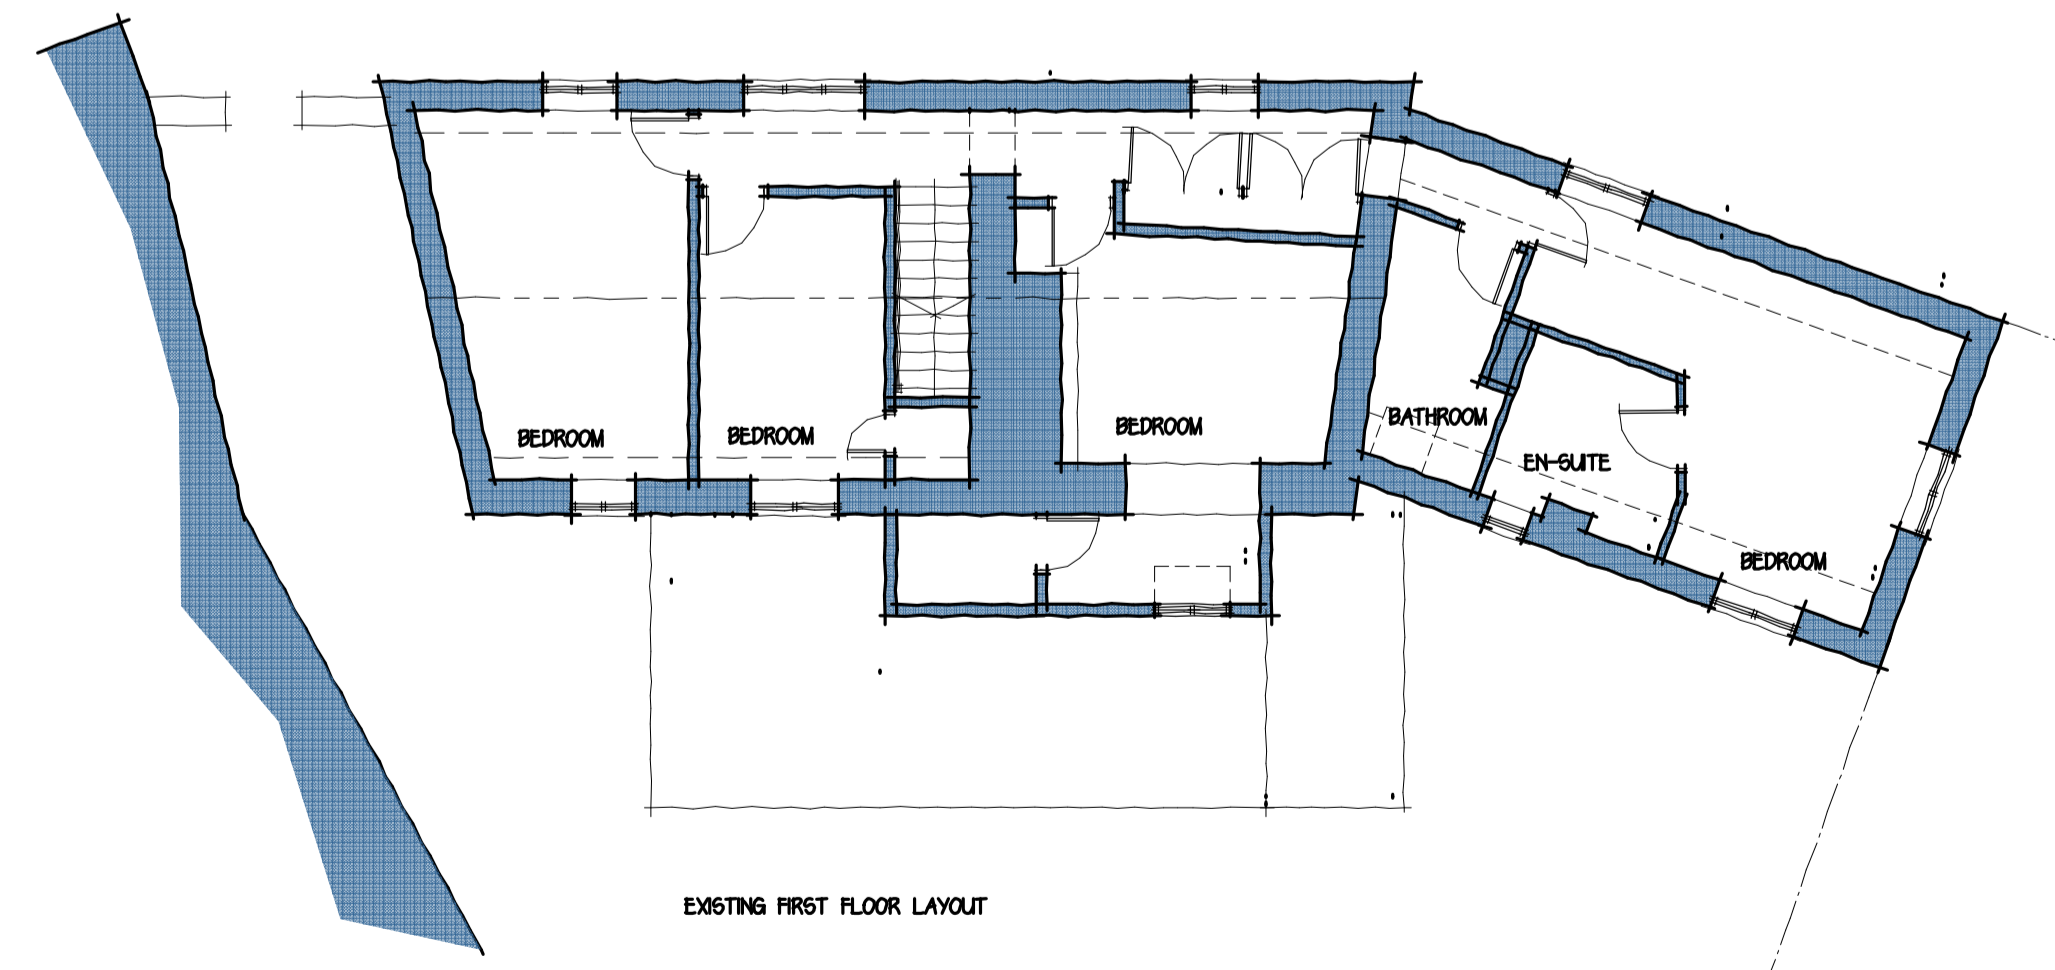 BEDROOM
BEDROOM
BEDROOM
BATHROOM
EN-SUITE
BEDROOM
EXISTING FIRST FLOOR LAYOUT